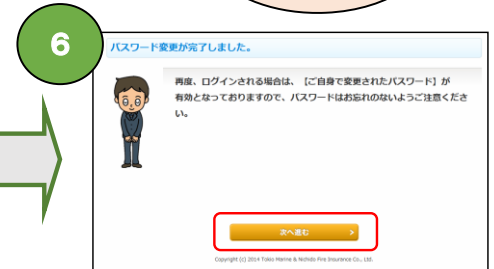 6
パスワード変更が完了しました。
再度、ログインされる場合は、【ご自身で変更されたパスワード】が
有効となっておりますので、パスワードはお忘れのないようご注意くださ
い。
次へ進む >
Copyright (c) 2014 Tokio Marine & Nichido Fire Insurance Co., Ltd.